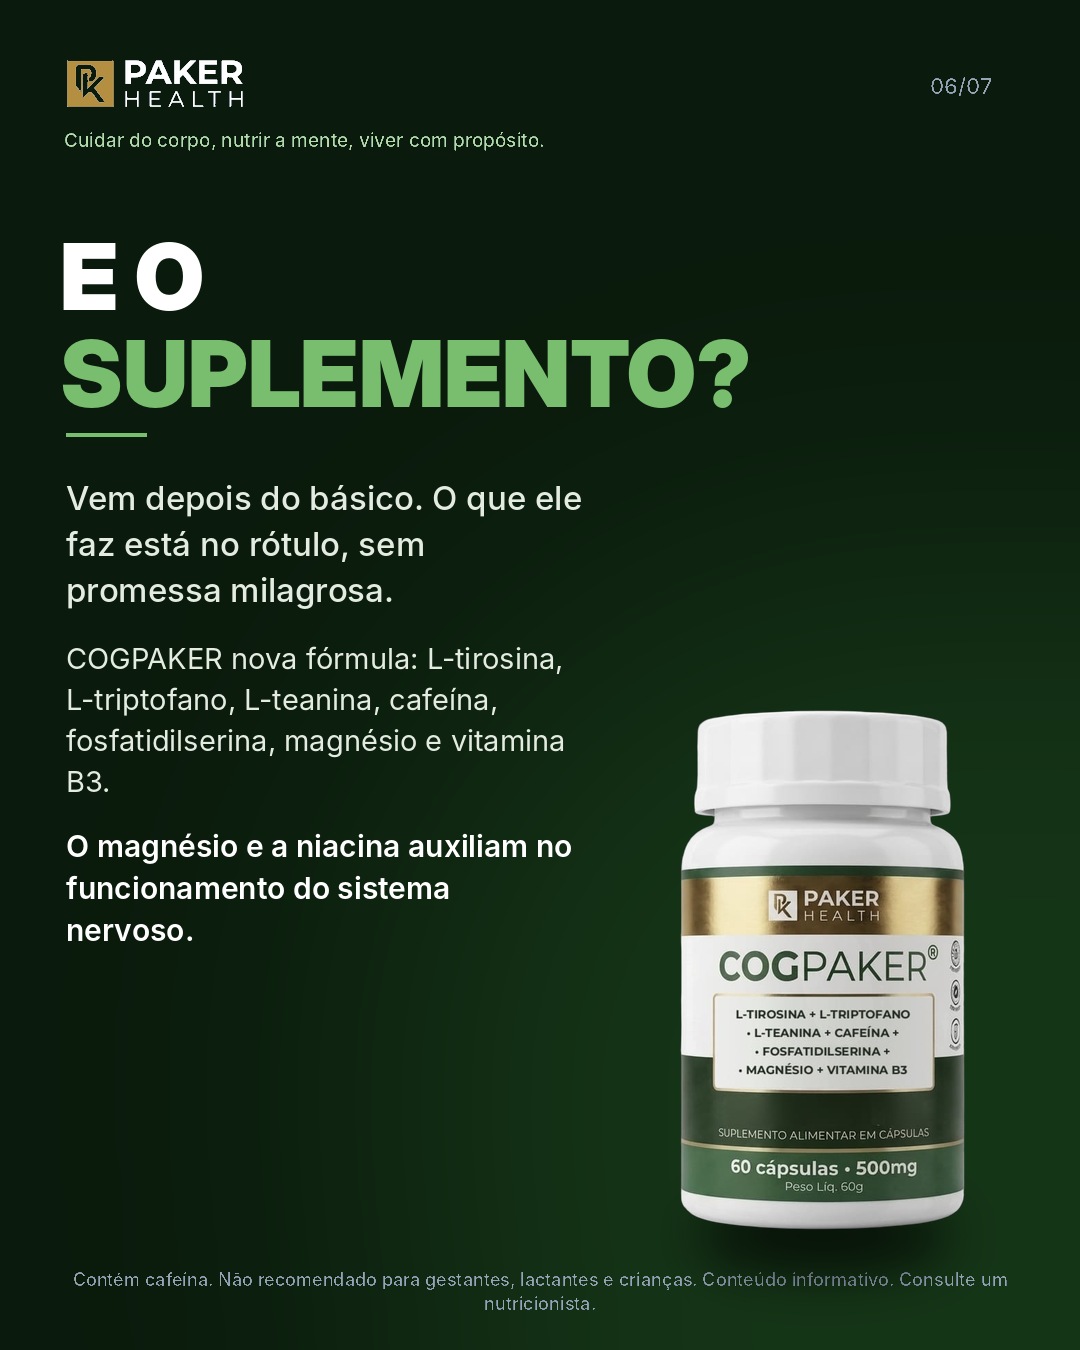 PAKER
HEALTH
06/07
Cuidar do corpo, nutrir a mente, viver com propósito.
E O
SUPLEMENTO?
Vem depois do básico. O que ele
faz está no rótulo, sem
promessa milagrosa.
COGPAKER nova fórmula: L-tirosina,
L-triptofano, L-teanina, cafeína,
fosfatidilserina, magnésio e vitamina
B3.
O magnésio e a niacina auxiliam no
funcionamento do sistema
nervoso.
PAKER
HEALTH
COGPAKER®
L-TIROSINA + L-TRIPTOFANO
• L-TEANINA + CAFEÍNA +
• FOSFATIDILSERINA +
• MAGNÉSIO + VITAMINA B3
SUPLEMENTO ALIMENTAR EM CÁPSULAS
60 cápsulas • 500mg
Peso Líq. 60g
Contém cafeína. Não recomendado para gestantes, lactantes e crianças. Conteúdo informativo. Consulte um
nutricionista.